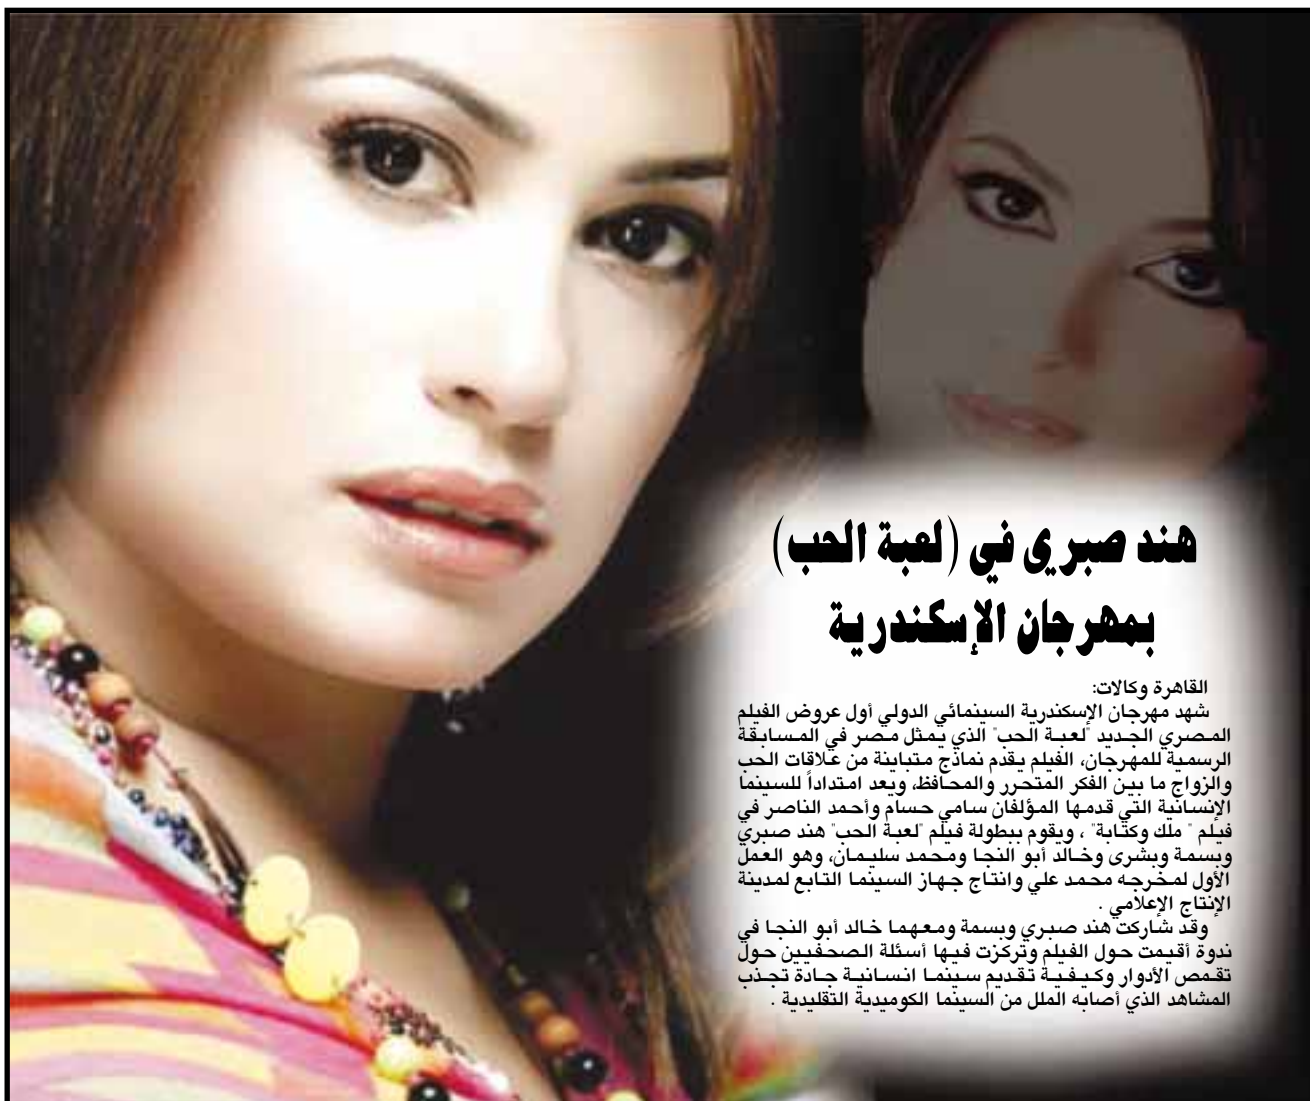 هند صبري في (لعبة الحب)
بمهرجان الإسكندرية
القاهرة وكالات:
شهد مهرجان الإسكندرية السينمائي الدولي أول عروض الفيلم
المصري الجديد "لعبة الحب" الذي يمثل مصر في المسابقة
الرسمية للمهرجان، الفيلم يقدم نماذج متباينة من علاقات الحب
والزواج ما بين الفكر المتحرر والمحافظ، ويعد امتداداً للسينما
الإنسانية التي قدمها المؤلفان سامي حسام وأحمد الناصر في
فيلم " ملك وكتابة" ، ويقوم ببطولة فيلم "لعبة الحب" هند صبري
وبسمة وبشرى وخالد أبو النجا ومحمد سليمان، وهو العمل
الأول لمخرجه محمد علي وانتاج جهاز السينما التابع لمدينة
الإنتاج الإعلامي .
وقد شاركت هند صبري وبسمة ومعهما خالد أبو النجا في
ندوة أقيمت حول الفيلم وتركزت فيها أسئلة الصحفيين حول
تقمص الأدوار وكيفية تقديم سينما انسانية جادة تجذب
المشاهد الذي أصابه الملل من السينما الكوميدية التقليدية .